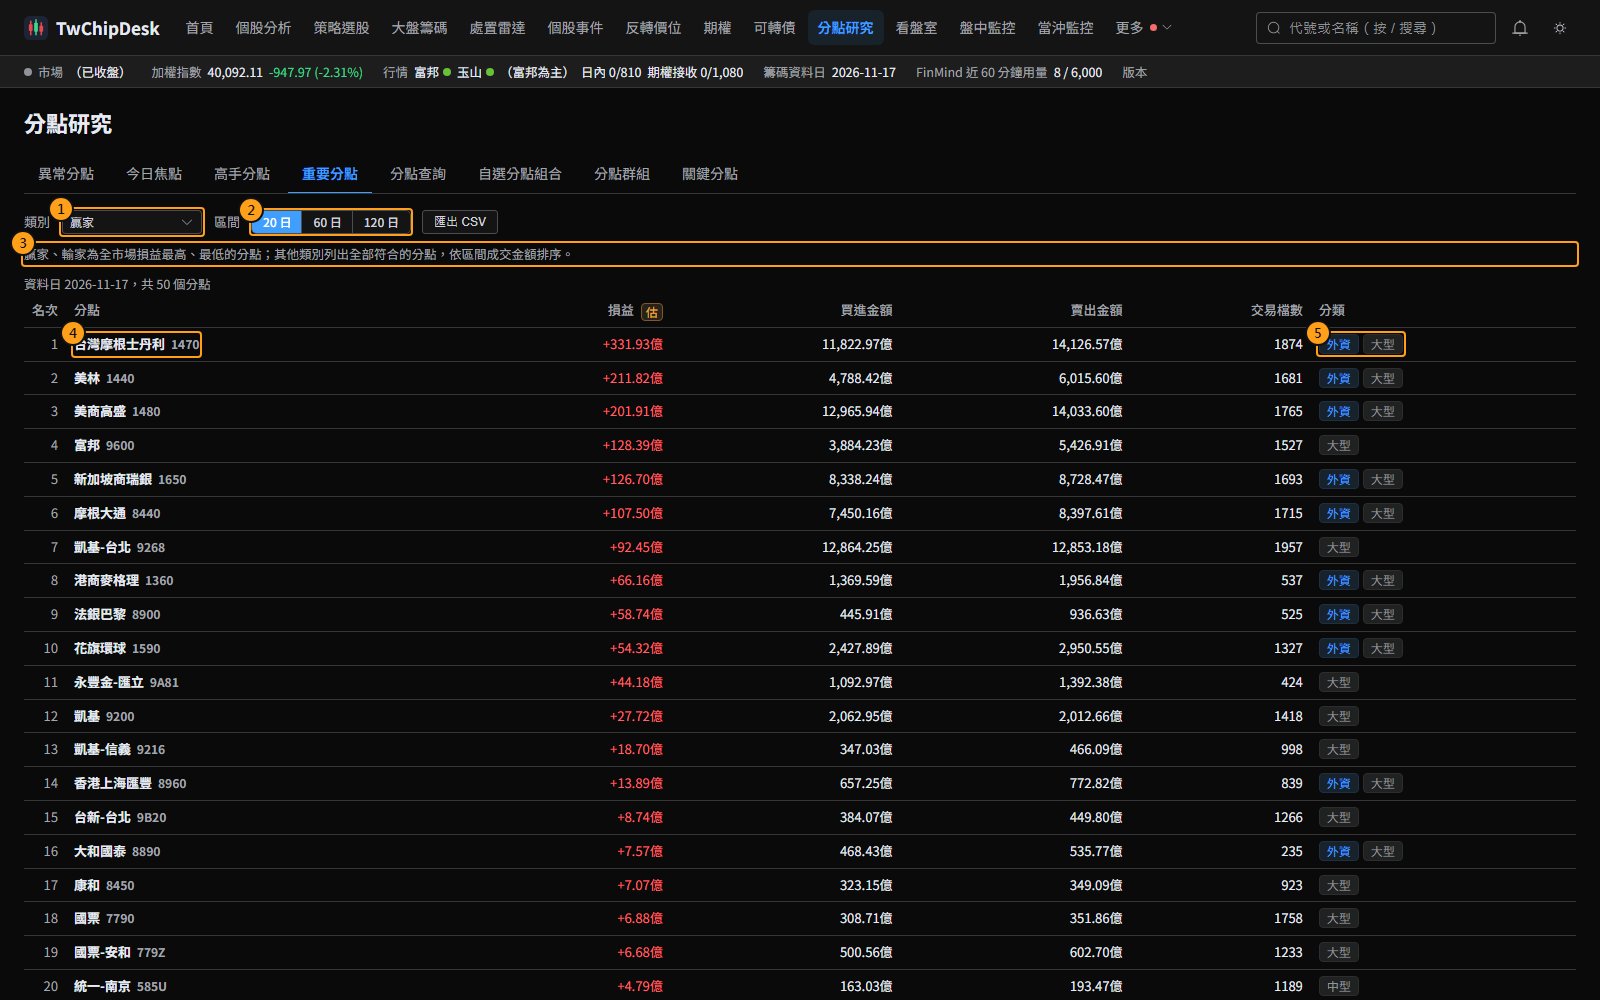 TwChipDesk 首頁 個股分析 策略選股 大盤籌碼 處置雷達 個股事件 反轉價位 期權 可轉債 分點研究 看盤室 盤中監控 當沖監控 更多 代號或名稱（按 / 搜尋）
市場 （已收盤） 加權指數 40,092.11 -947.97 (-2.31%) 行情 富邦 玉山 （富邦為主） 日內 0/810 期權接收 0/1,080 籌碼資料日 2026-11-17 FinMind 近 60 分鐘用量 8 / 6,000 版本
分點研究
異常分點 今日焦點 高手分點 重要分點 分點查詢 自選分點組合 分點群組 關鍵分點
類別 1 贏家 區間 2 20 日 60 日 120 日 匯出 CSV
3 贏家、輸家為全市場損益最高、最低的分點；其他類別列出全部符合的分點，依區間成交金額排序。
資料日 2026-11-17，共 50 個分點
名次 分點 損益 估 買進金額 賣出金額 交易檔數 分類
1 4 台灣摩根士丹利 1470 +331.93億 11,822.97億 14,126.57億 1874 5 外資 大型
2 美林 1440 +211.82億 4,788.42億 6,015.60億 1681 外資 大型
3 美商高盛 1480 +201.91億 12,965.94億 14,033.60億 1765 外資 大型
4 富邦 9600 +128.39億 3,884.23億 5,426.91億 1527 大型
5 新加坡商瑞銀 1650 +126.70億 8,338.24億 8,728.47億 1693 外資 大型
6 摩根大通 8440 +107.50億 7,450.16億 8,397.61億 1715 外資 大型
7 凱基-台北 9268 +92.45億 12,864.25億 12,853.18億 1957 大型
8 港商麥格理 1360 +66.16億 1,369.59億 1,956.84億 537 外資 大型
9 法銀巴黎 8900 +58.74億 445.91億 936.63億 525 外資 大型
10 花旗環球 1590 +54.32億 2,427.89億 2,950.55億 1327 外資 大型
11 永豐金-匯立 9A81 +44.18億 1,092.97億 1,392.38億 424 大型
12 凱基 9200 +27.72億 2,062.95億 2,012.66億 1418 大型
13 凱基-信義 9216 +18.70億 347.03億 466.09億 998 大型
14 香港上海匯豐 8960 +13.89億 657.25億 772.82億 839 外資 大型
15 台新-台北 9B20 +8.74億 384.07億 449.80億 1266 大型
16 大和國泰 8890 +7.57億 468.43億 535.77億 235 外資 大型
17 康和 8450 +7.07億 323.15億 349.09億 923 大型
18 國票 7790 +6.88億 308.71億 351.86億 1758 大型
19 國票-安和 779Z +6.68億 500.56億 602.70億 1233 大型
20 統一-南京 585U +4.79億 163.03億 193.47億 1189 中型